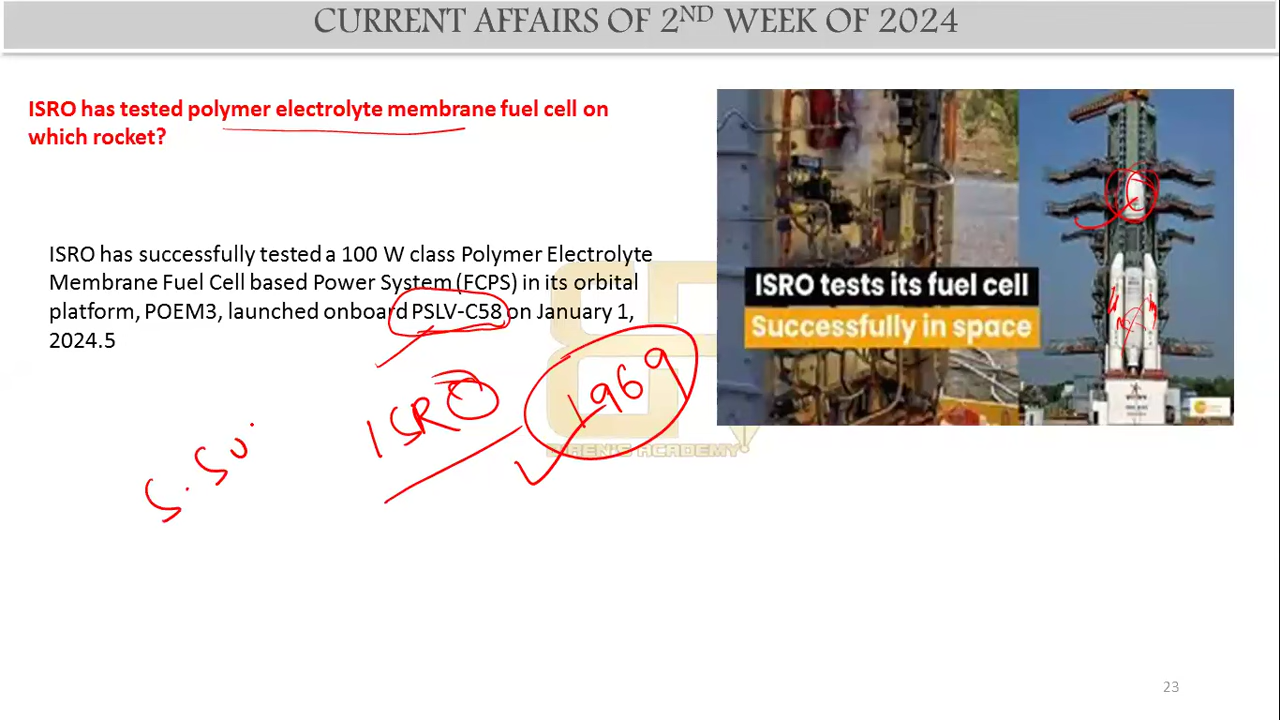 CURRENT AFFAIRS OF 2ND WEEK OF 2024
ISRO has tested polymer electrolyte membrane fuel cell on
which rocket?
ISRO has successfully tested a 100 W class Polymer Electrolyte
Membrane Fuel Cell based Power System (FCPS) in its orbital
platform, POEM3, launched onboard PSLV-C58 on January 1,
2024.5
ISRO tests its fuel cell
Successfully in space
ISRO 1969
S. Su
23